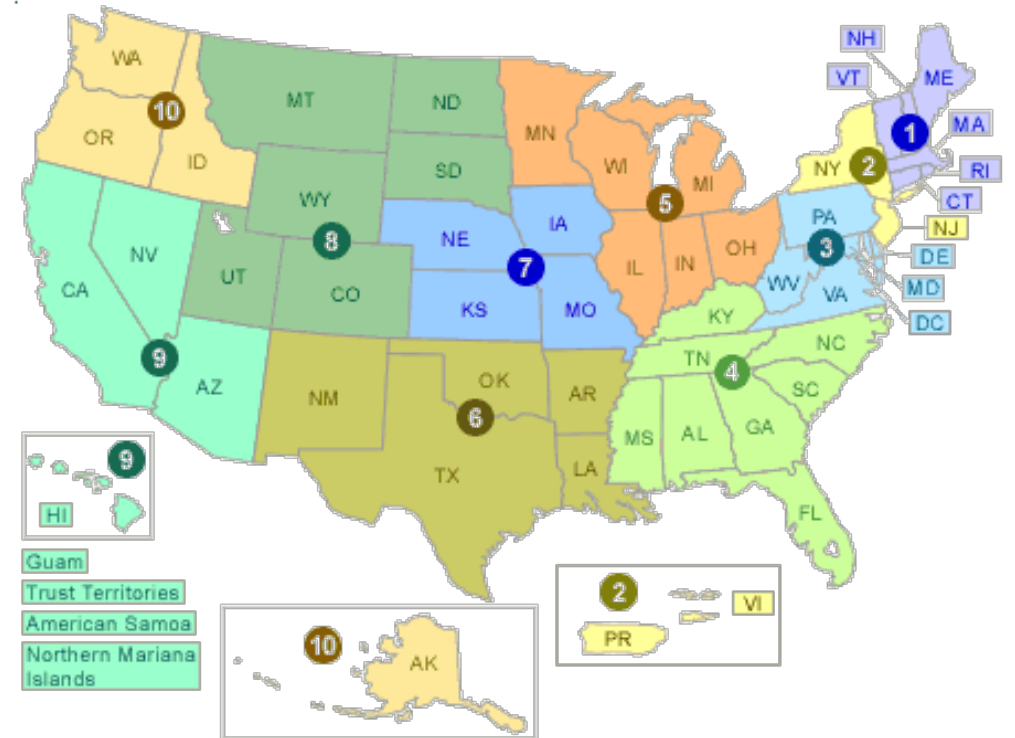 NH
WA
VT
ME
MT
ND
MN
10
MA
OR
1
WI
ID
NY
2
RI
SD
MI
WY
5
CT
PA
NJ
NE
IA
8
3
OH
NV
DE
7
IL
IN
UT
WV
MD
CA
CO
VA
KS
MO
KY
DC
NC
9
TN
4
AZ
OK
SC
NM
AR
6
GA
MS
AL
9
TX
LA
HI
FL
Guam
Trust Territories
2
VI
American Samoa
PR
10
Northern Mariana
Islands
AK